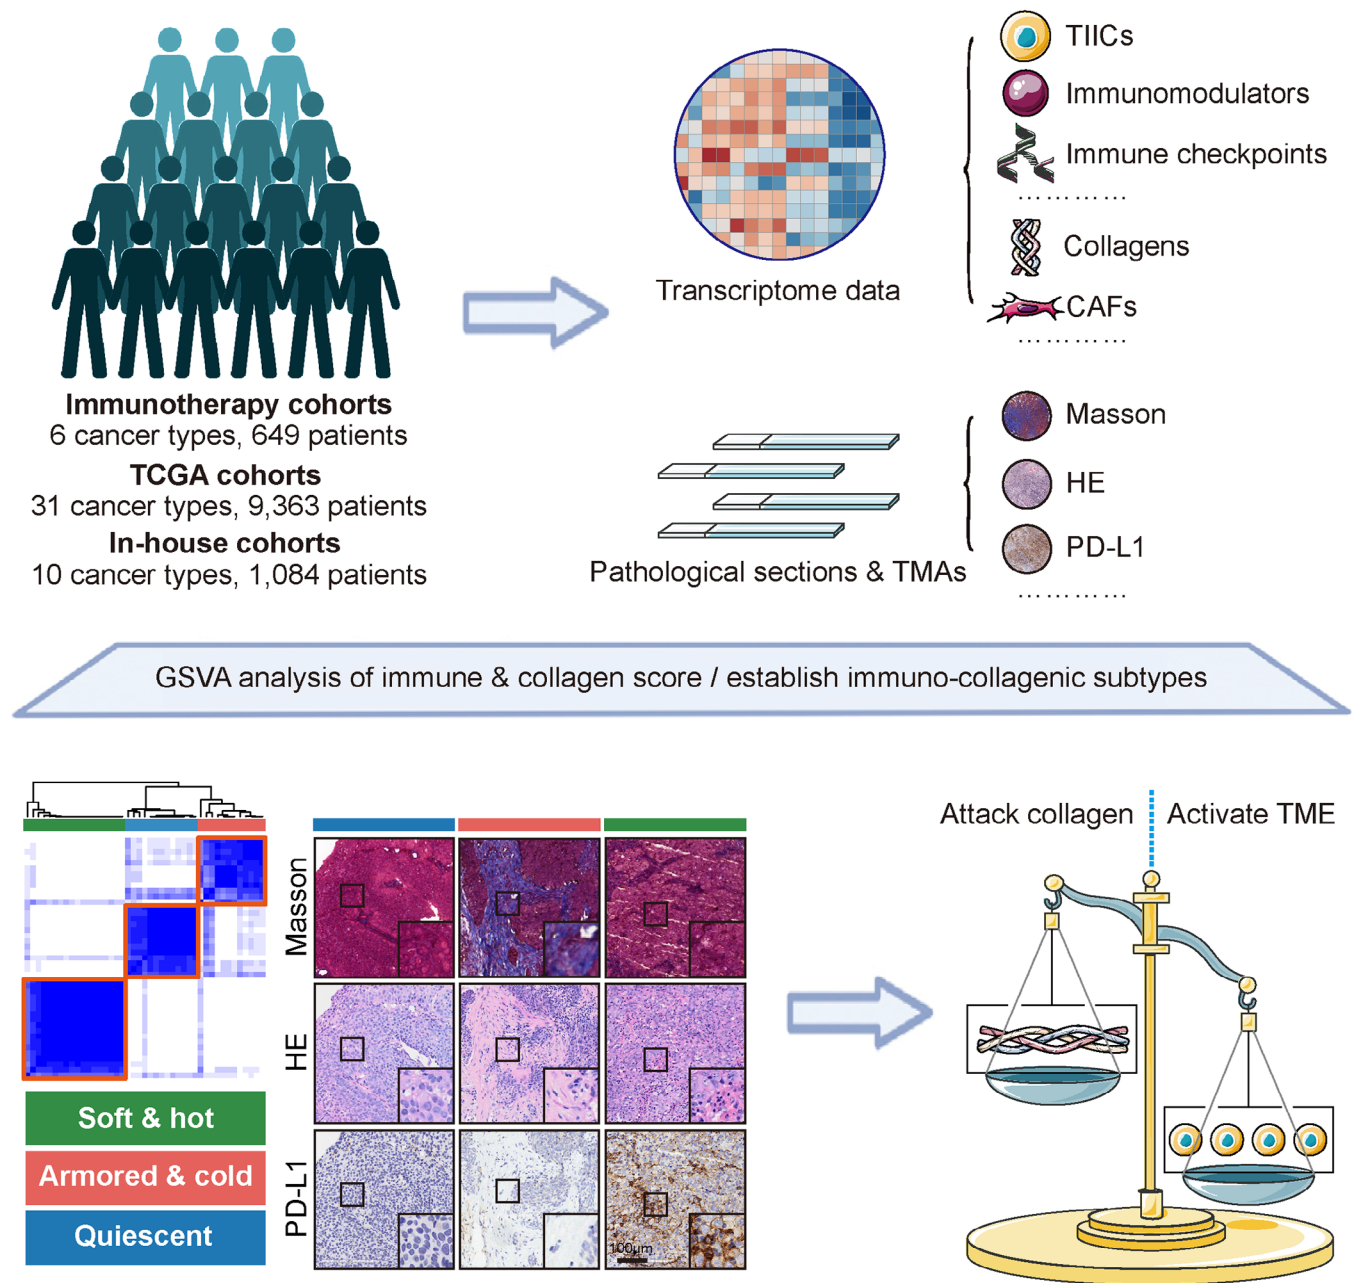 Immunotherapy cohorts
6 cancer types, 649 patients
TCGA cohorts
31 cancer types, 9,363 patients
In-house cohorts
10 cancer types, 1,084 patients
Transcriptome data
TIICs
Immunomodulators
Immune checkpoints
…………
Collagens
CAFs
…………
Pathological sections & TMAs
Masson
HE
PD-L1
…………
GSVA analysis of immune & collagen score / establish immuno-collagenic subtypes
Soft & hot
Armored & cold
Quiescent
Masson
HE
PD-L1
100μm
Attack collagen
Activate TME